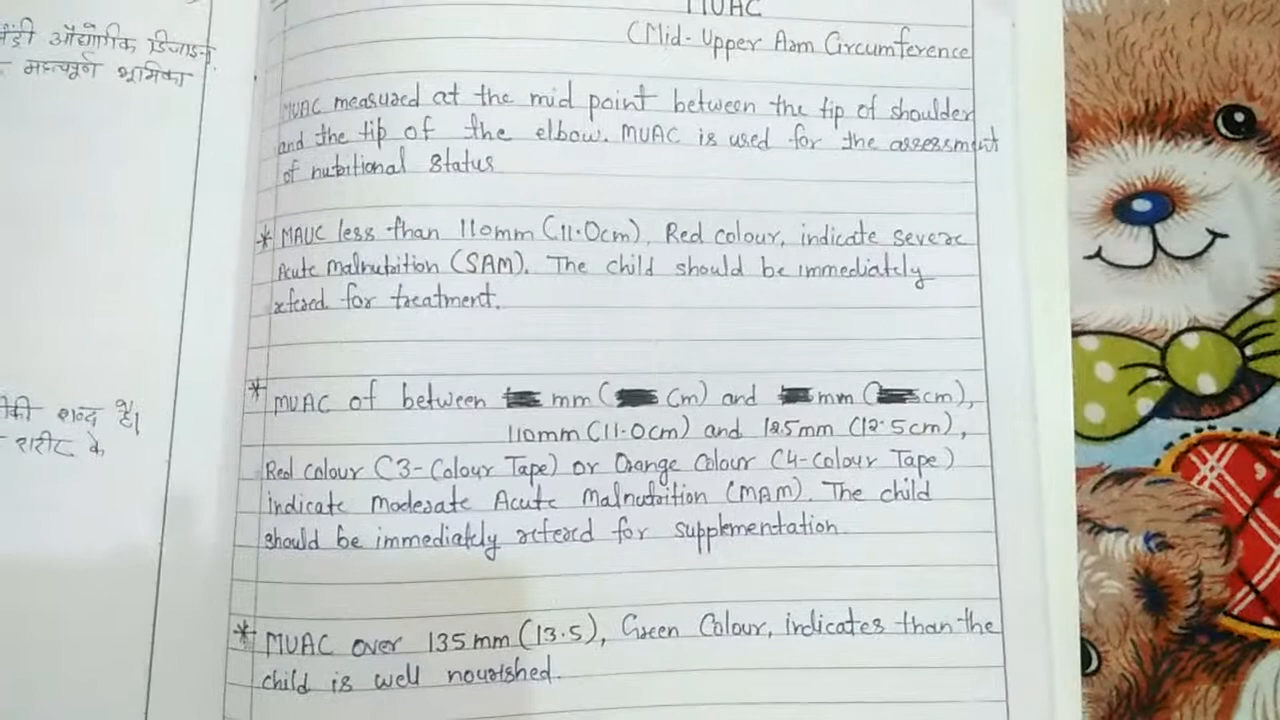 मंडी औद्योगिक डिजाइन
महत्वपूर्ण भूमिका
की शब्द है।
शरीर के
MUAC
(Mid-Upper Arm Circumference
MUAC measured at the mid point between the tip of shoulder
and the tip of the elbow. MUAC is used for the assessment
of nutritional status
* MAUC less than 110mm (11.0cm), Red colour, indicate severe
Acute Malnutrition (SAM). The child should be immediately
refered for treatment.
* MUAC of between mm ( cm) and mm ( cm),
110mm (11.0cm) and 125mm (12.5cm),
Red colour (3-Colour Tape) or Orange Colour (4-Colour Tape)
indicate Moderate Acute Malnutrition (MAM). The child
should be immediately refered for supplementation
* MUAC over 135mm (13.5), Green Colour, indicates than the
child is well nourished.